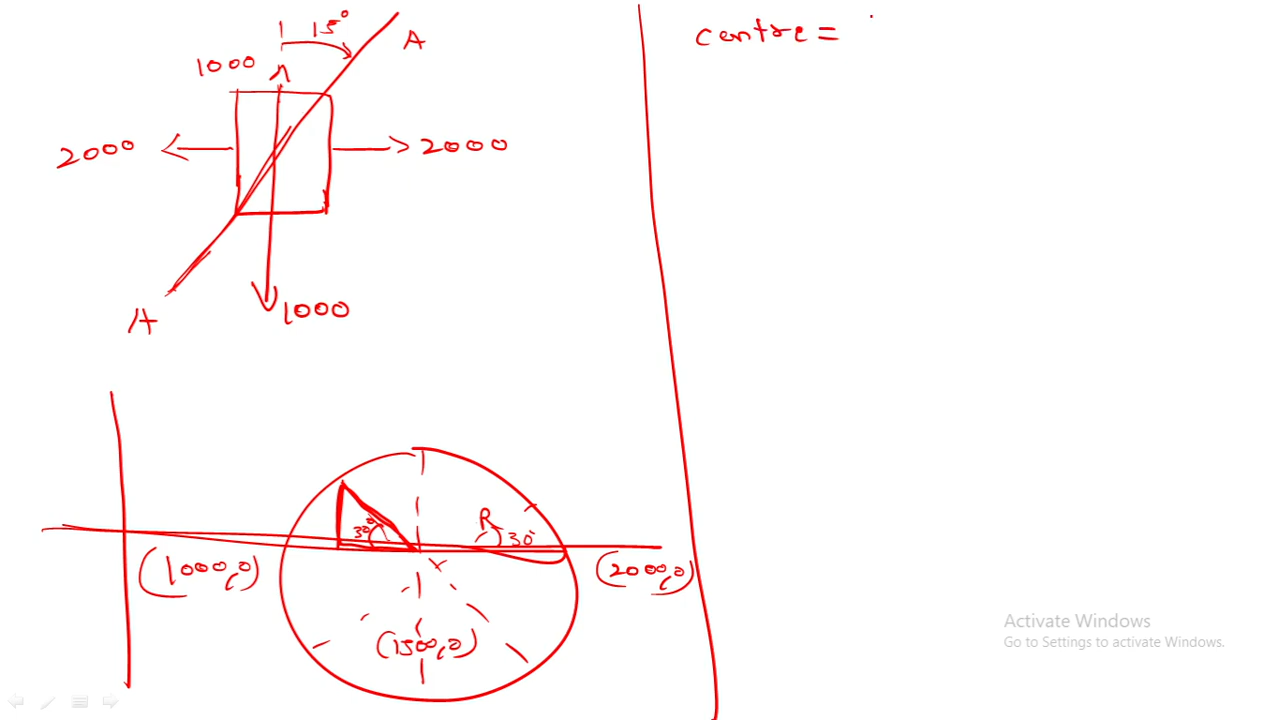 15°
A
centre =
1000
2000
2000
A
1000
R
30°
30°
(1000,0)
(2000,0)
(1500,0)
Activate Windows
Go to Settings to activate Windows.